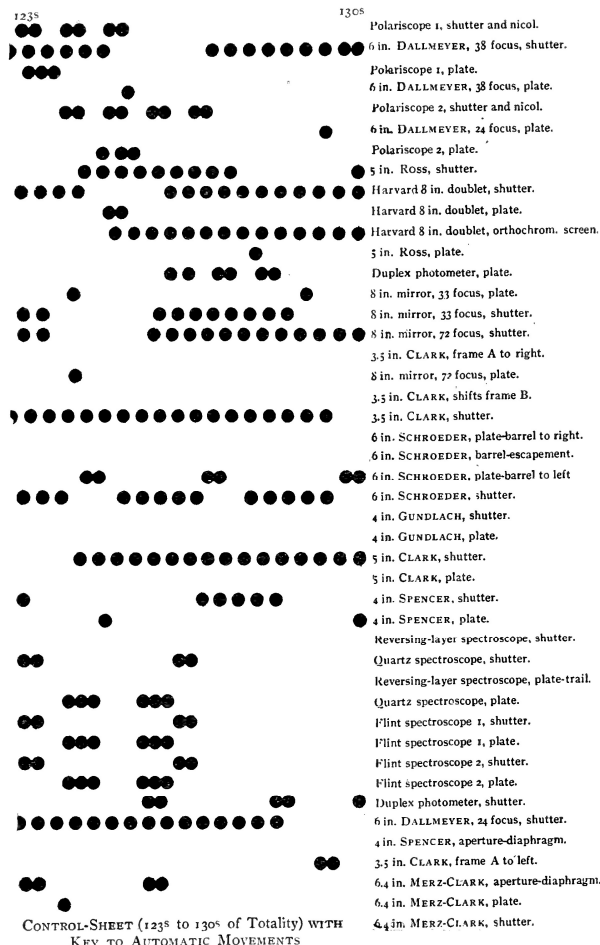 123s 130s
Polariscope 1, shutter and nicol.
6 in. DALLMEYER, 38 focus, shutter.
Polariscope 1, plate.
6 in. DALLMEYER, 38 focus, plate.
Polariscope 2, shutter and nicol.
6 in. DALLMEYER, 24 focus, plate.
Polariscope 2, plate.
5 in. ROSS, shutter.
Harvard 8 in. doublet, shutter.
Harvard 8 in. doublet, plate.
Harvard 8 in. doublet, orthochrom. screen.
5 in. ROSS, plate.
Duplex photometer, plate.
8 in. mirror, 33 focus, plate.
8 in. mirror, 33 focus, shutter.
8 in. mirror, 72 focus, shutter.
3.5 in. CLARK, frame A to right.
8 in. mirror, 72 focus, plate.
3.5 in. CLARK, shifts frame B.
3.5 in. CLARK, shutter.
6 in. SCHROEDER, plate-barrel to right.
6 in. SCHROEDER, barrel-escapement.
6 in. SCHROEDER, plate-barrel to left
6 in. SCHROEDER, shutter.
4 in. GUNDLACH, shutter.
4 in. GUNDLACH, plate.
5 in. CLARK, shutter.
5 in. CLARK, plate.
4 in. SPENCER, shutter.
4 in. SPENCER, plate.
Reversing-layer spectroscope, shutter.
Quartz spectroscope, shutter.
Reversing-layer spectroscope, plate-trail.
Quartz spectroscope, plate.
Flint spectroscope 1, shutter.
Flint spectroscope 1, plate.
Flint spectroscope 2, shutter.
Flint spectroscope 2, plate.
Duplex photometer, shutter.
6 in. DALLMEYER, 24 focus, shutter.
4 in. SPENCER, aperture-diaphragm.
3.5 in. CLARK, frame A to left.
6.4 in. MERZ-CLARK, aperture-diaphragm.
6.4 in. MERZ-CLARK, plate.
6.4 in. MERZ-CLARK, shutter.
CONTROL-SHEET (123s to 130s of Totality) WITH
KEY TO AUTOMATIC MOVEMENTS